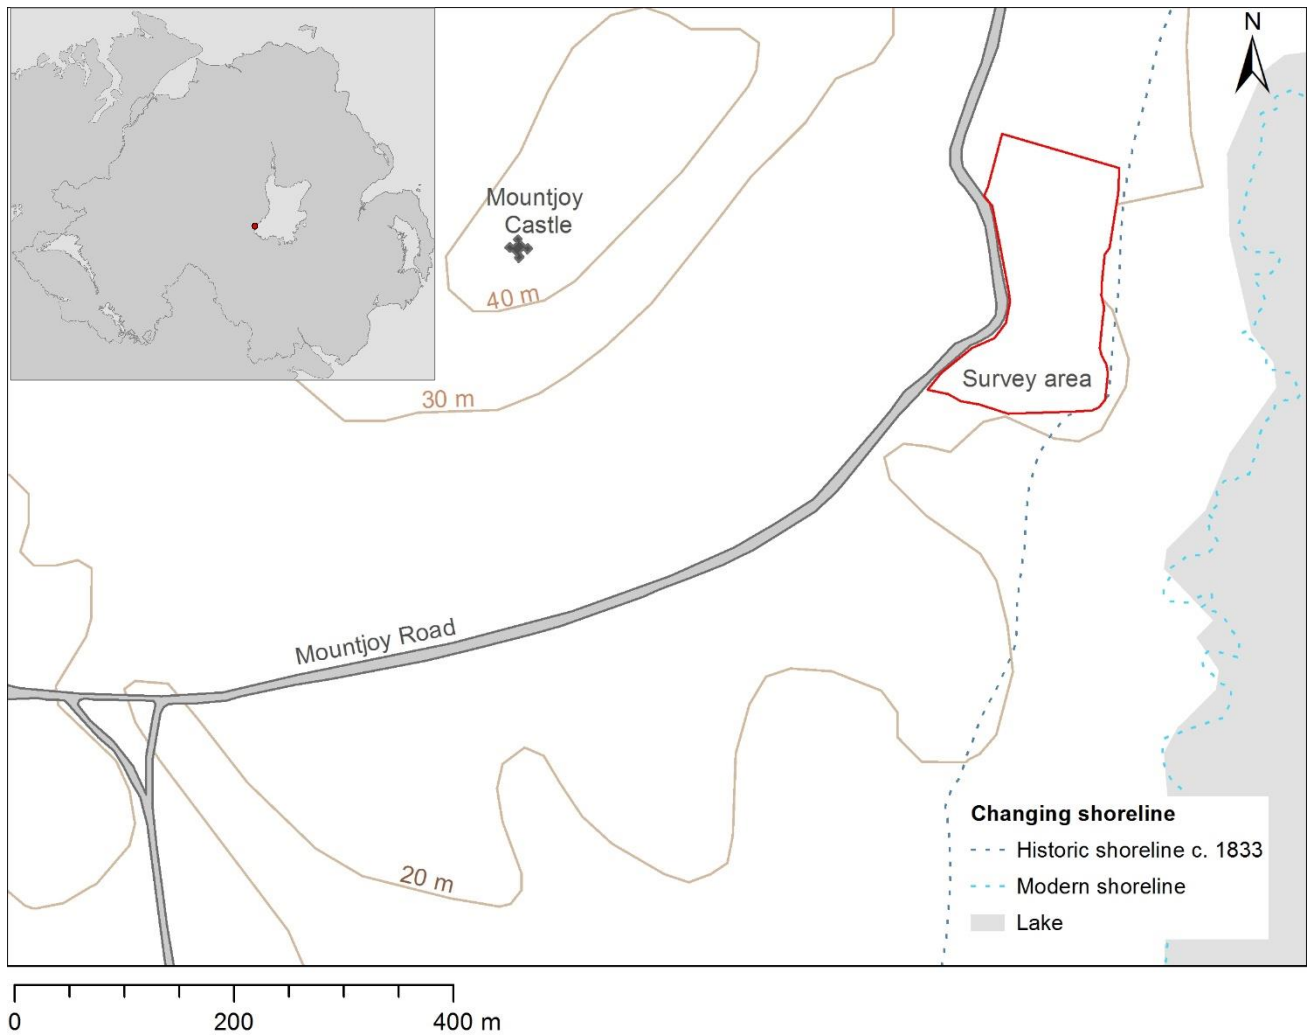 N
Mountjoy
Castle
40 m
30 m
Survey area
Mountjoy Road
20 m
Changing shoreline
Historic shoreline c. 1833
Modern shoreline
Lake
0 200 400 m